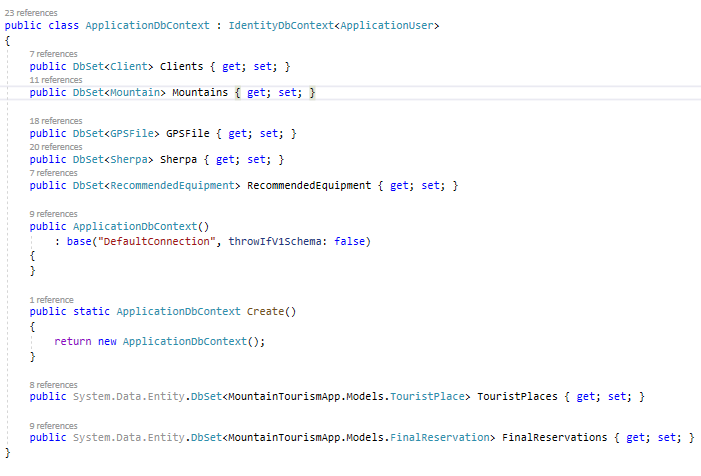 23 references
public class ApplicationDbContext : IdentityDbContext<ApplicationUser>
{
7 references
public DbSet<Client> Clients { get; set; }
11 references
public DbSet<Mountain> Mountains { get; set; }
18 references
public DbSet<GPSFile> GPSFile { get; set; }
20 references
public DbSet<Sherpa> Sherpa { get; set; }
7 references
public DbSet<RecommendedEquipment> RecommendedEquipment { get; set; }
9 references
public ApplicationDbContext()
: base("DefaultConnection", throwIfV1Schema: false)
{
}
1 reference
public static ApplicationDbContext Create()
{
return new ApplicationDbContext();
}
8 references
public System.Data.Entity.DbSet<MountainTourismApp.Models.TouristPlace> TouristPlaces { get; set; }
9 references
public System.Data.Entity.DbSet<MountainTourismApp.Models.FinalReservation> FinalReservations { get; set; }
}